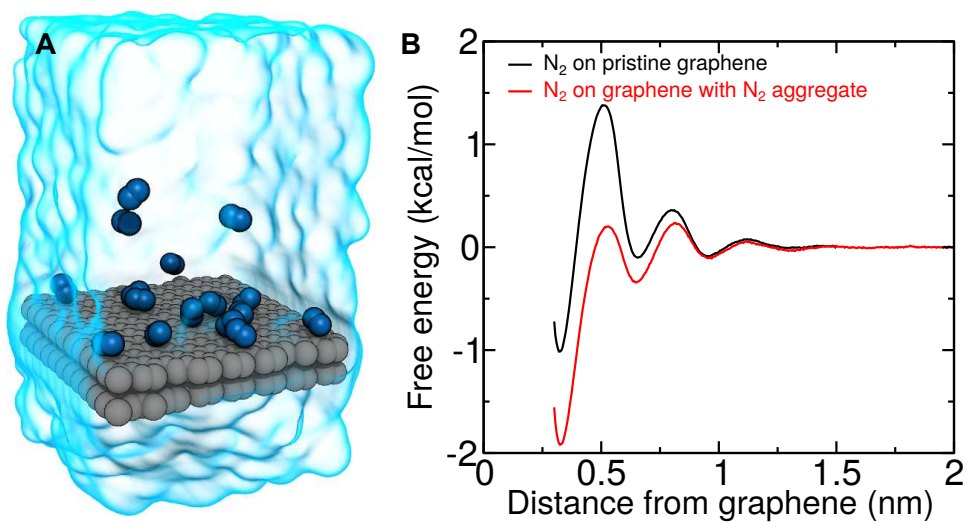 A
B
N₂ on pristine graphene
N₂ on graphene with N₂ aggregate
Free energy (kcal/mol)
2
1
0
-1
-2
0
0.5
1
1.5
2
Distance from graphene (nm)